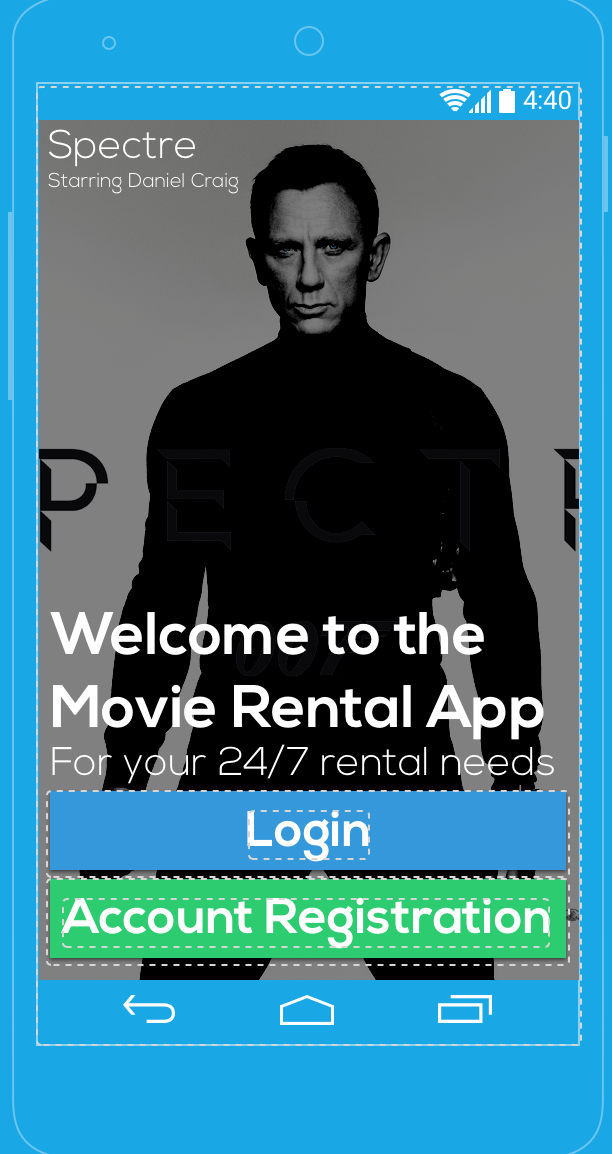 4:40
Spectre
Starring Daniel Craig
PECTR
007
Welcome to the
Movie Rental App
For your 24/7 rental needs
Login
Account Registration